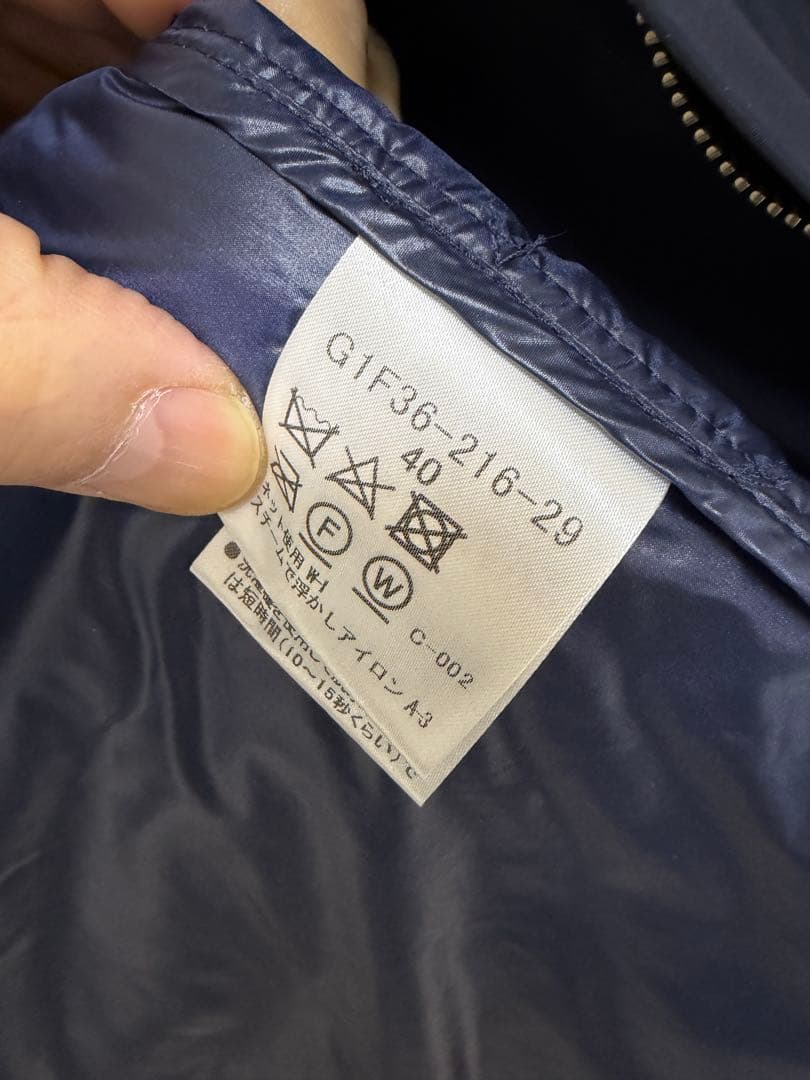 G1F36-216-29
40
F
W
C-002
ネット使用 W-1
スチームで浮かしアイロン A-3
は短時間(10〜15秒くらい)で